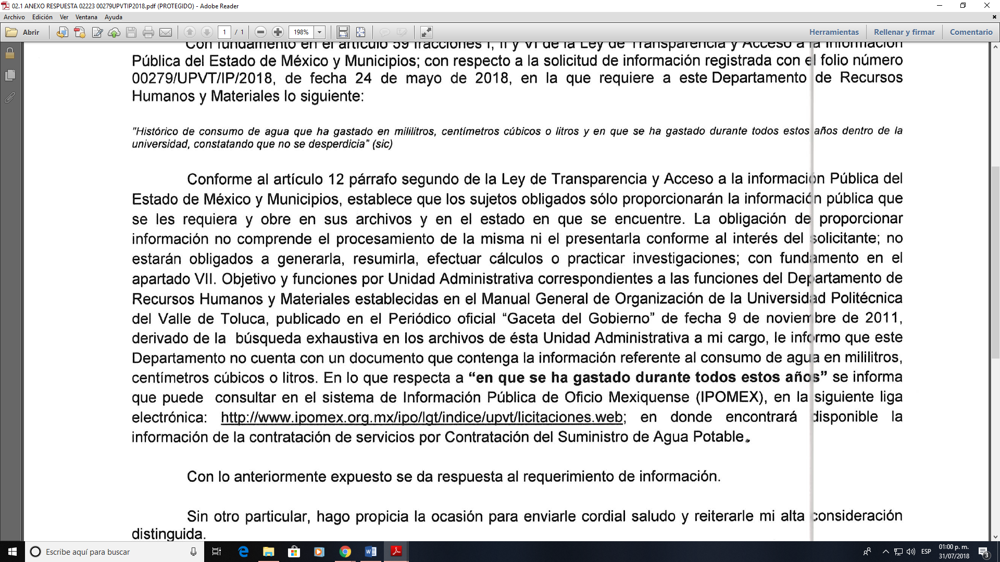 02.1 ANEXO RESPUESTA 02223 00279UPVTIP2018.pdf (PROTEGIDO) - Adobe Reader
Archivo Edición Ver Ventana Ayuda
Abrir 1 / 1 198% Herramientas Rellenar y firmar Comentario
Con fundamento en el artículo 59 fracciones I, II y VI de la Ley de Transparencia y Acceso a la Información
Pública del Estado de México y Municipios; con respecto a la solicitud de información registrada con el folio número
00279/UPVT/IP/2018, de fecha 24 de mayo de 2018, en la que requiere a este Departamento de Recursos
Humanos y Materiales lo siguiente:
"Histórico de consumo de agua que ha gastado en mililitros, centímetros cúbicos o litros y en que se ha gastado durante todos estos años dentro de la
universidad, constatando que no se desperdicia" (sic)
Conforme al artículo 12 párrafo segundo de la Ley de Transparencia y Acceso a la información Pública del
Estado de México y Municipios, establece que los sujetos obligados sólo proporcionarán la información pública que
se les requiera y obre en sus archivos y en el estado en que se encuentre. La obligación de proporcionar
información no comprende el procesamiento de la misma ni el presentarla conforme al interés del solicitante; no
estarán obligados a generarla, resumirla, efectuar cálculos o practicar investigaciones; con fundamento en el
apartado VII. Objetivo y funciones por Unidad Administrativa correspondientes a las funciones del Departamento de
Recursos Humanos y Materiales establecidas en el Manual General de Organización de la Universidad Politécnica
del Valle de Toluca, publicado en el Periódico oficial “Gaceta del Gobierno” de fecha 9 de noviembre de 2011,
derivado de la búsqueda exhaustiva en los archivos de ésta Unidad Administrativa a mi cargo, le informo que este
Departamento no cuenta con un documento que contenga la información referente al consumo de agua en mililitros,
centímetros cúbicos o litros. En lo que respecta a “en que se ha gastado durante todos estos años” se informa
que puede consultar en el sistema de Información Pública de Oficio Mexiquense (IPOMEX), en la siguiente liga
electrónica: http://www.ipomex.org.mx/ipo/lgt/indice/upvt/licitaciones.web; en donde encontrará disponible la
información de la contratación de servicios por Contratación del Suministro de Agua Potable.
Con lo anteriormente expuesto se da respuesta al requerimiento de información.
Sin otro particular, hago propicia la ocasión para enviarle cordial saludo y reiterarle mi alta consideración
distinguida.
Escribe aquí para buscar
ESP
01:00 p. m.
31/07/2018
3